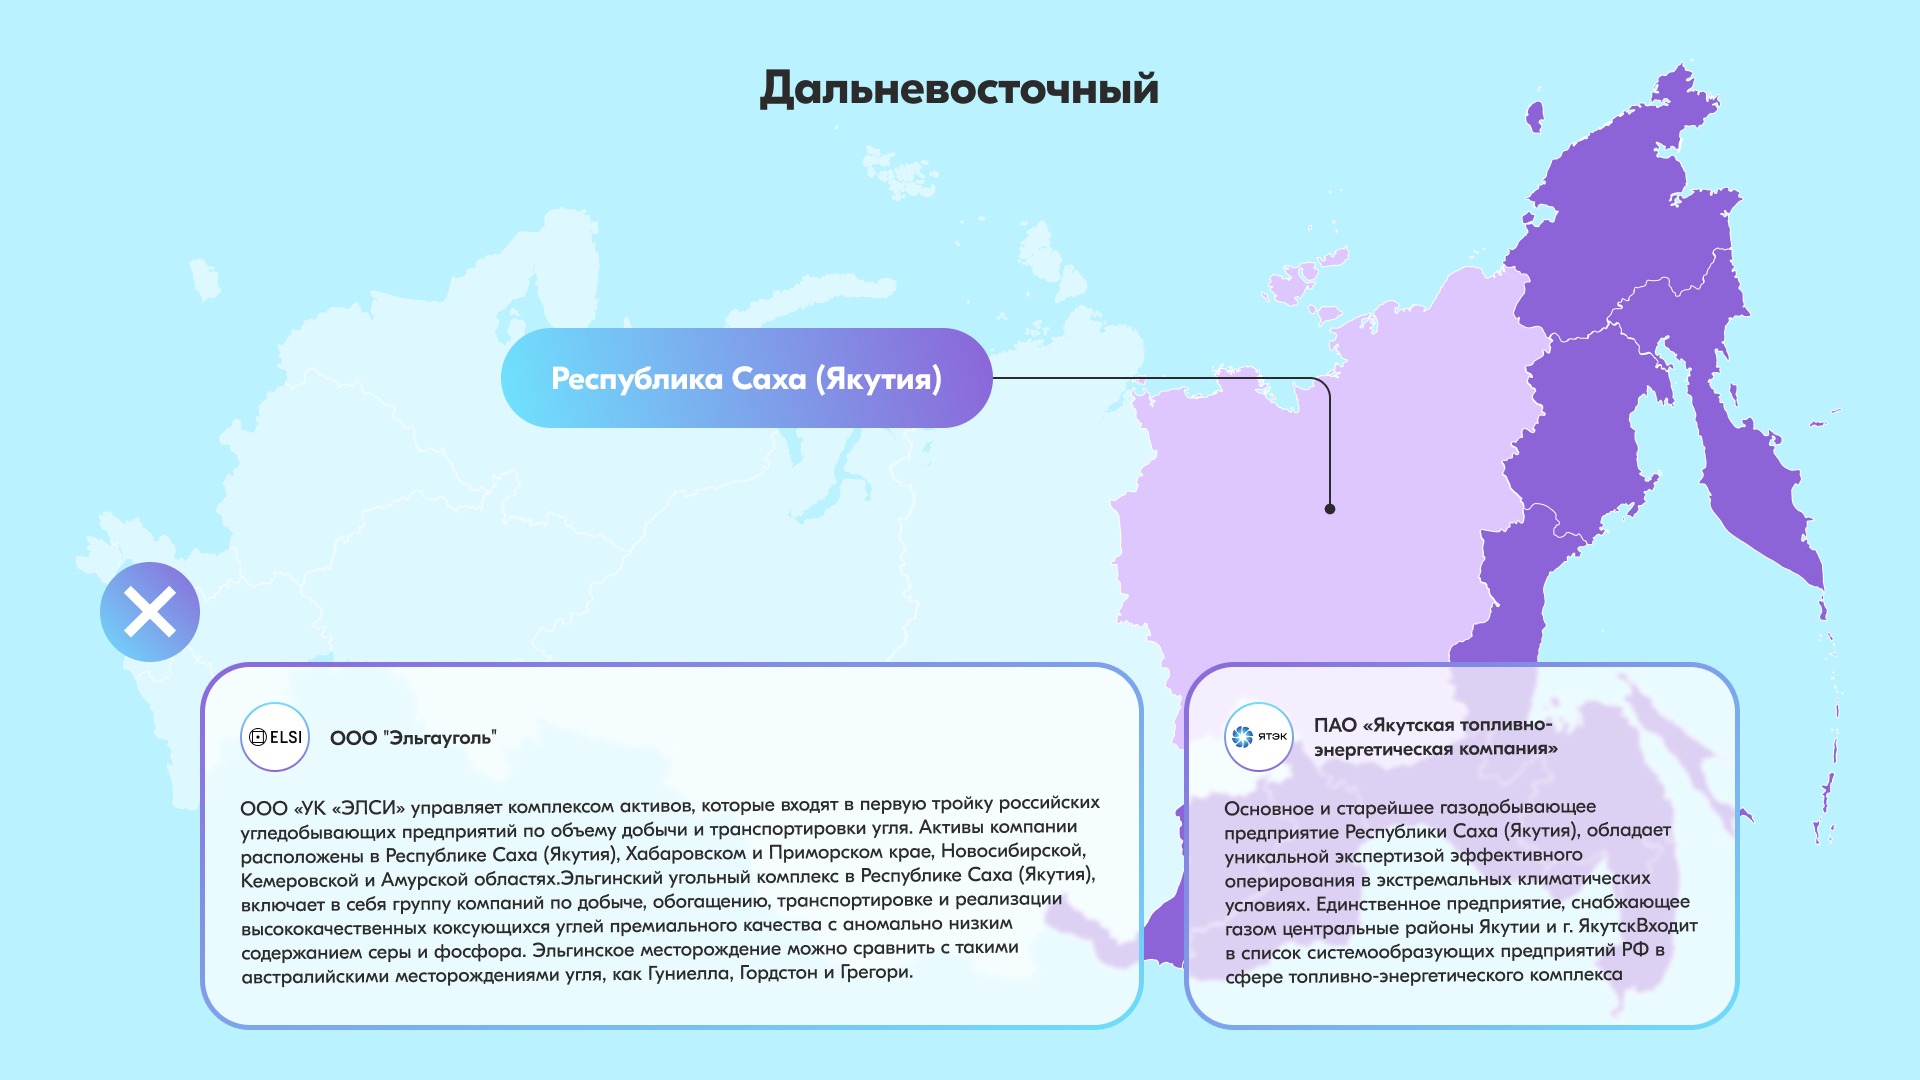 Дальневосточный
Республика Саха (Якутия)
ELSI
ООО "Эльгауголь"
ООО «УК «ЭЛСИ» управляет комплексом активов, которые входят в первую тройку российских
угледобывающих предприятий по объему добычи и транспортировки угля. Активы компании
расположены в Республике Саха (Якутия), Хабаровском и Приморском крае, Новосибирской,
Кемеровской и Амурской областях.Эльгинский угольный комплекс в Республике Саха (Якутия),
включает в себя группу компаний по добыче, обогащению, транспортировке и реализации
высококачественных коксующихся углей премиального качества с аномально низким
содержанием серы и фосфора. Эльгинское месторождение можно сравнить с такими
австралийскими месторождениями угля, как Гуниелла, Гордстон и Грегори.
ЯТЭК
ПАО «Якутская топливно-
энергетическая компания»
Основное и старейшее газодобывающее
предприятие Республики Саха (Якутия), обладает
уникальной экспертизой эффективного
оперирования в экстремальных климатических
условиях. Единственное предприятие, снабжающее
газом центральные районы Якутии и г. ЯкутскВходит
в список системообразующих предприятий РФ в
сфере топливно-энергетического комплекса